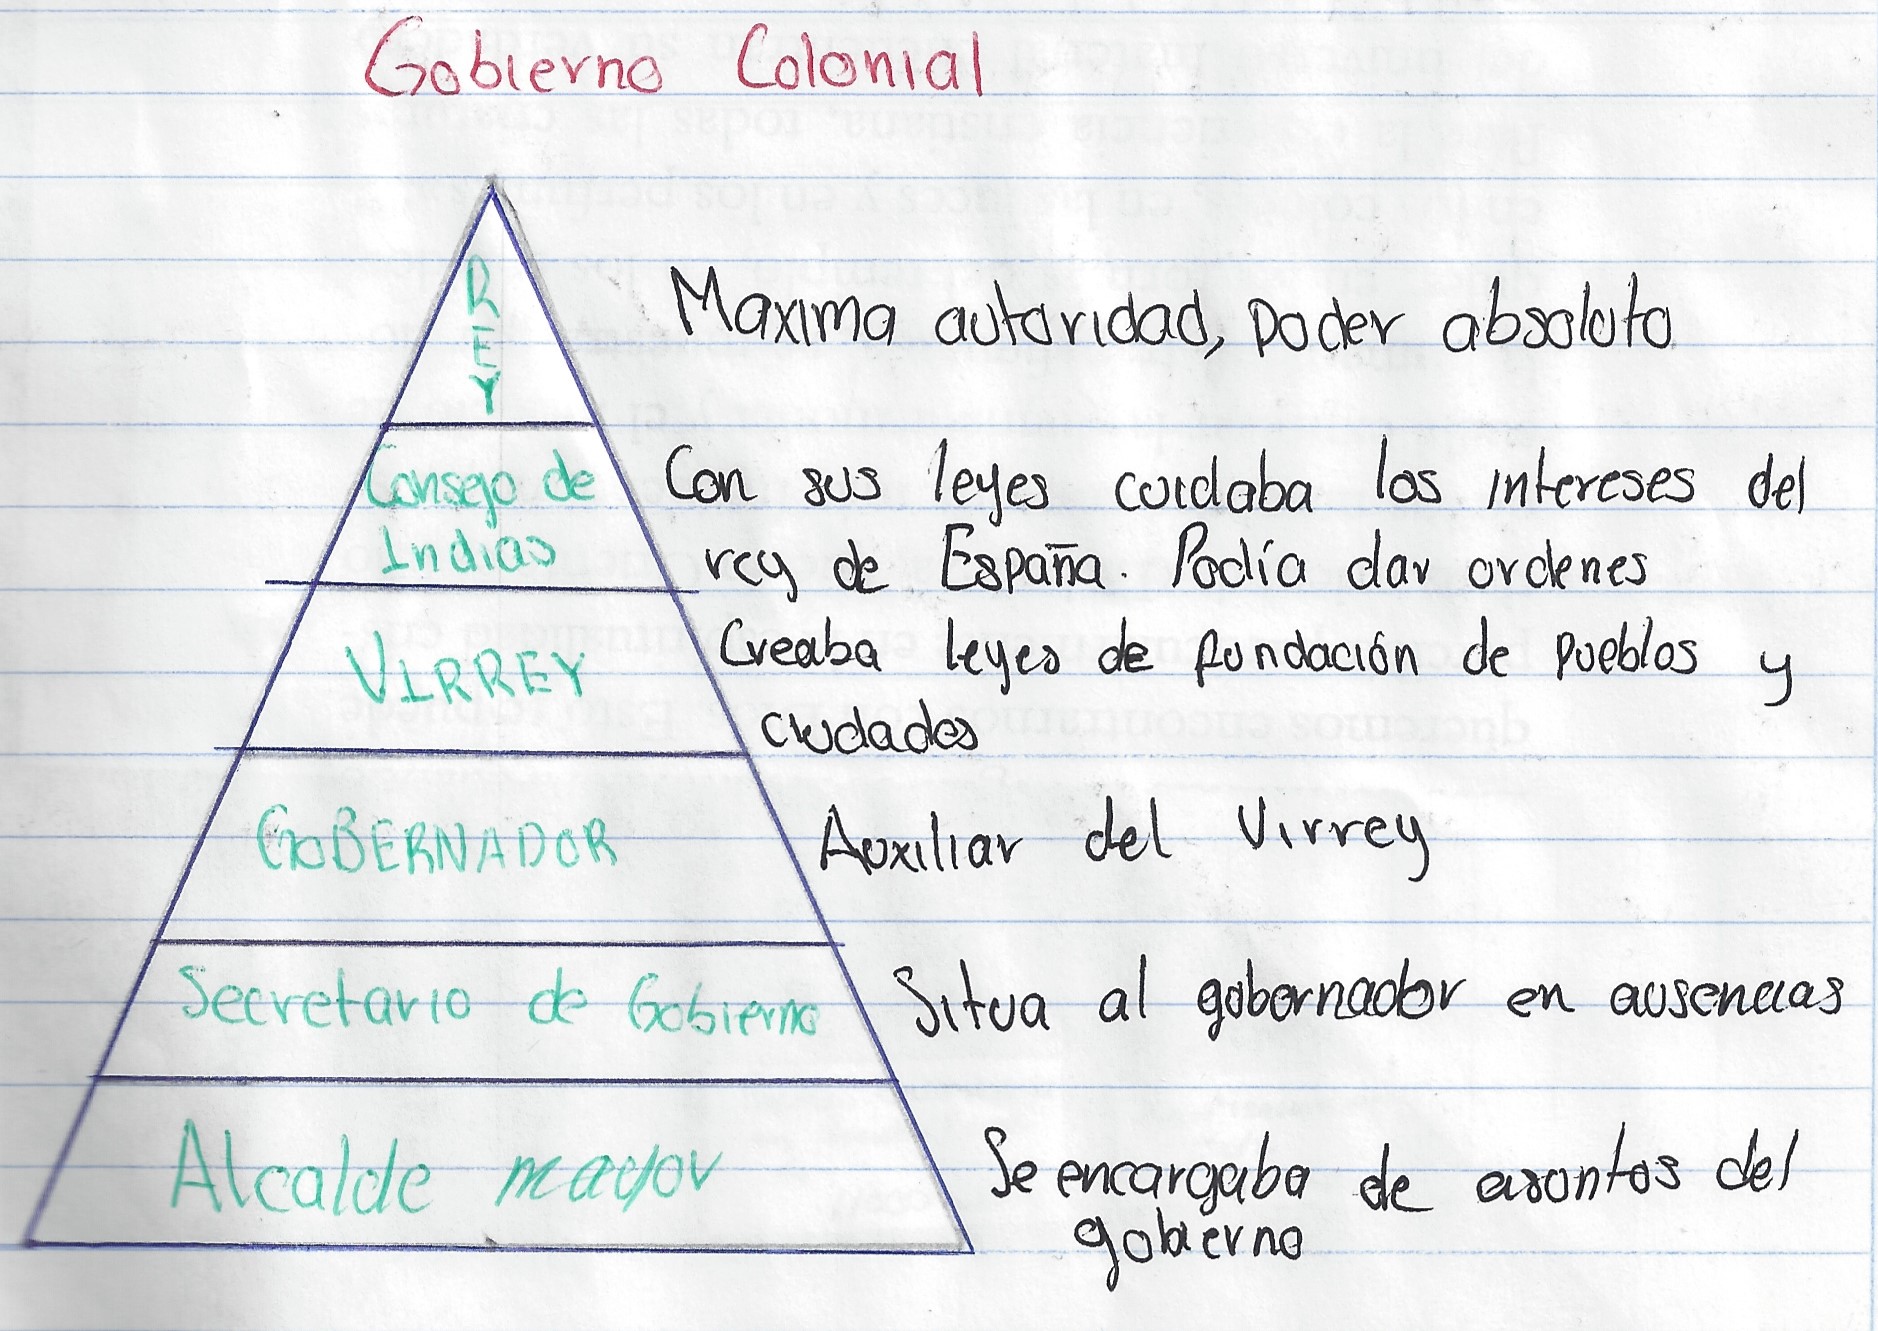 Gobierno Colonial
REY
Maxima autoridad, poder absoluto
Consejo de
Indias
Con sus leyes cuidaba los intereses del
rey de España. Podía dar ordenes
VIRREY
Creaba leyes de fundación de pueblos y
ciudades
GOBERNADOR
Auxiliar del Virrey
Secretario de Gobierno
Situa al gobernador en ausencias
Alcalde mayor
Se encargaba de asuntos del
gobierno